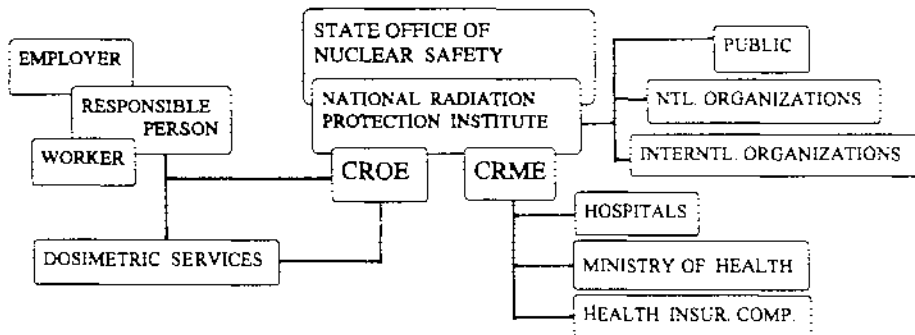 STATE OFFICE OF
NUCLEAR SAFETY
EMPLOYER
RESPONSIBLE
PERSON
WORKER
NATIONAL RADIATION
PROTECTION INSTITUTE
CROE
CRME
PUBLIC
NTL. ORGANIZATIONS
INTERNTL. ORGANIZATIONS
HOSPITALS
DOSIMETRIC SERVICES
MINISTRY OF HEALTH
HEALTH INSUR. COMP.